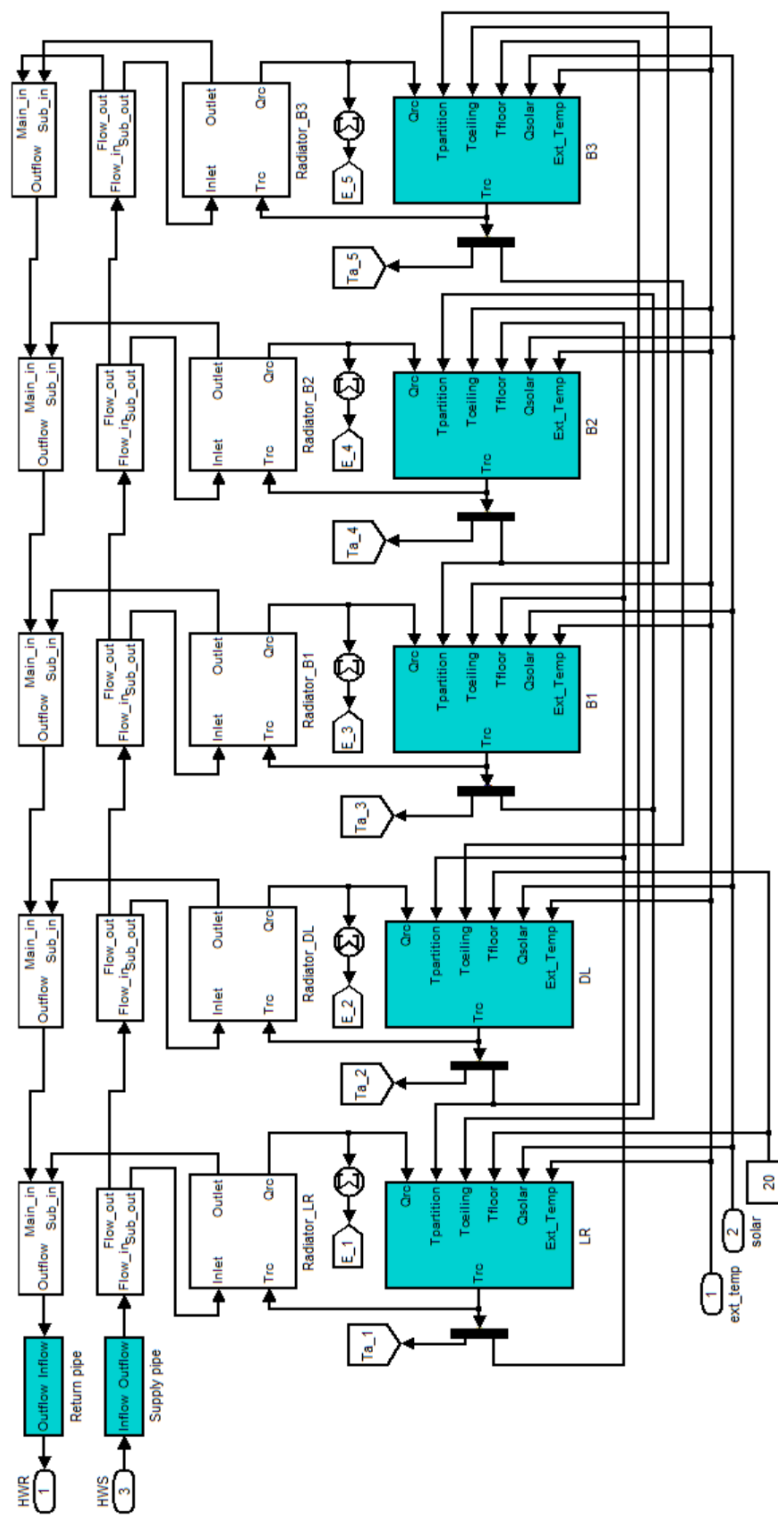 HWR
1
Outflow Inflow
Return pipe
HWS
3
Inflow Outflow
Supply pipe
Main_in
Outflow
Sub_in
Flow_out
Flow_in
Sub_out
Outlet
Inlet
Qrc
Trc
Radiator_LR
E_1
Ta_1
Qrc
Tpartition
Toeiling
Trc
Tfloor
Qsolar
Ext_Temp
LR
Main_in
Outflow
Sub_in
Flow_out
Flow_in
Sub_out
Outlet
Inlet
Qrc
Trc
Radiator_DL
E_2
Ta_2
Qrc
Tpartition
Toeiling
Trc
Tfloor
Qsolar
Ext_Temp
DL
Main_in
Outflow
Sub_in
Flow_out
Flow_in
Sub_out
Outlet
Inlet
Qrc
Trc
Radiator_B1
E_3
Ta_3
Qrc
Tpartition
Toeiling
Trc
Tfloor
Qsolar
Ext_Temp
B1
Main_in
Outflow
Sub_in
Flow_out
Flow_in
Sub_out
Outlet
Inlet
Qrc
Trc
Radiator_B2
E_4
Ta_4
Qrc
Tpartition
Toeiling
Trc
Tfloor
Qsolar
Ext_Temp
B2
Main_in
Outflow
Sub_in
Flow_out
Flow_in
Sub_out
Outlet
Inlet
Qrc
Trc
Radiator_B3
E_5
Ta_5
Qrc
Tpartition
Toeiling
Trc
Tfloor
Qsolar
Ext_Temp
B3
1
ext_temp
2
solar
20